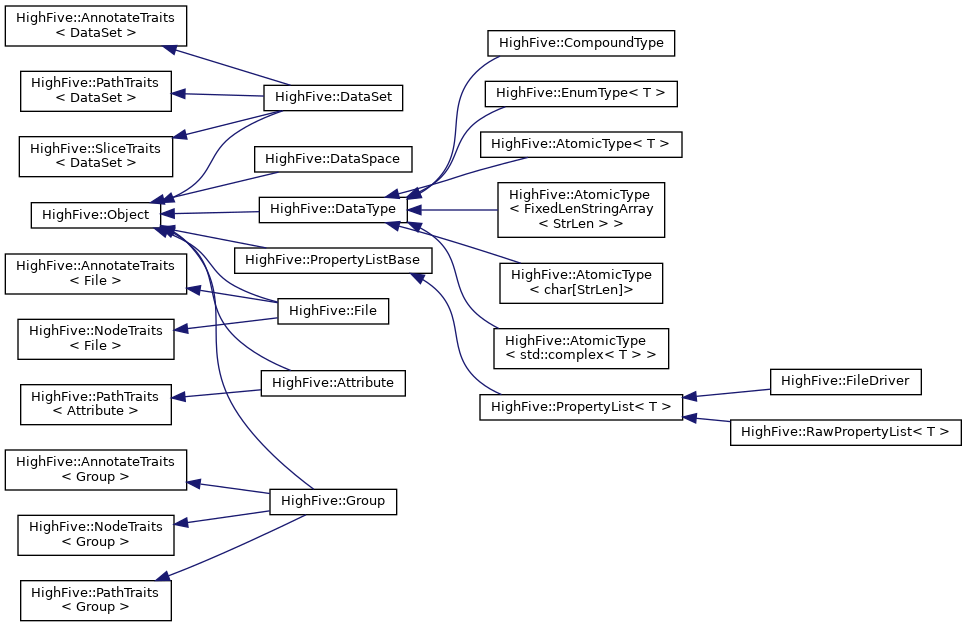 HighFive::AnnotateTraits
< DataSet >
HighFive::PathTraits
< DataSet >
HighFive::SliceTraits
< DataSet >
HighFive::Object
HighFive::AnnotateTraits
< File >
HighFive::NodeTraits
< File >
HighFive::PathTraits
< Attribute >
HighFive::AnnotateTraits
< Group >
HighFive::NodeTraits
< Group >
HighFive::PathTraits
< Group >
HighFive::DataSet
HighFive::DataSpace
HighFive::DataType
HighFive::PropertyListBase
HighFive::File
HighFive::Attribute
HighFive::Group
HighFive::CompoundType
HighFive::EnumType< T >
HighFive::AtomicType< T >
HighFive::AtomicType
< FixedLenStringArray
< StrLen > >
HighFive::AtomicType
< char[StrLen]>
HighFive::AtomicType
< std::complex< T > >
HighFive::PropertyList< T >
HighFive::FileDriver
HighFive::RawPropertyList< T >